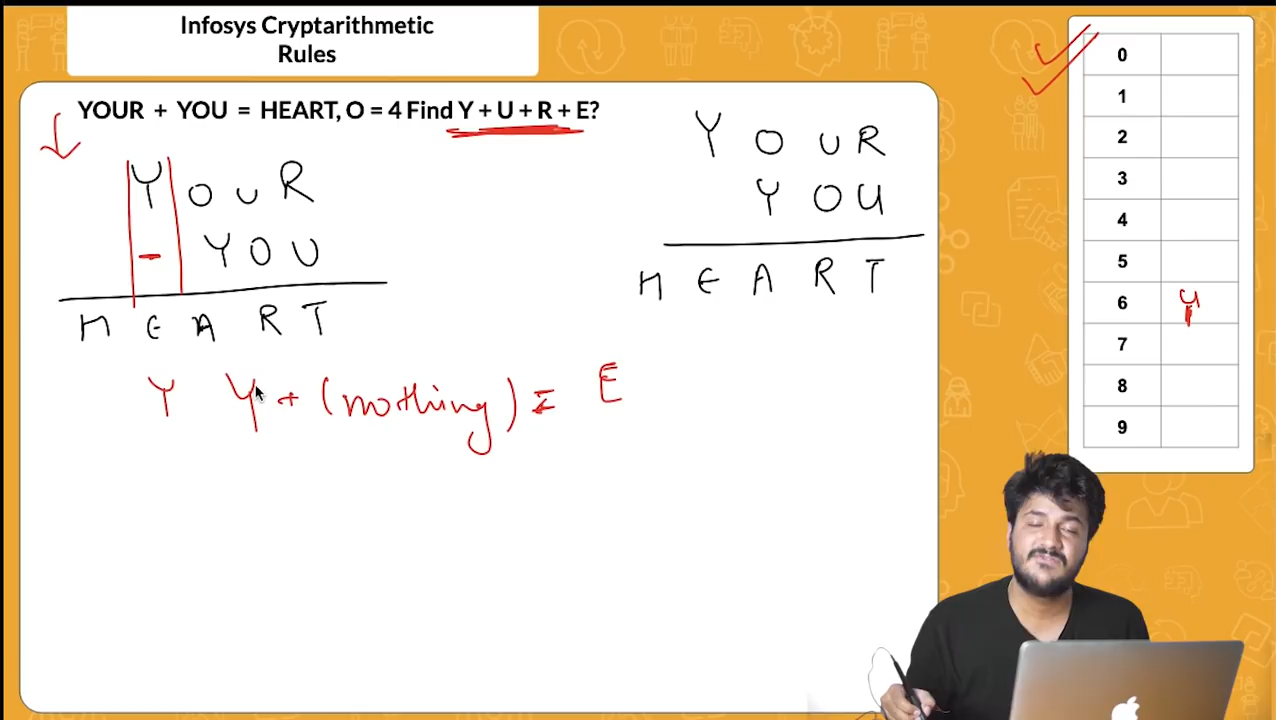 Infosys Cryptarithmetic
Rules
YOUR + YOU = HEART, O = 4 Find Y + U + R + E?
Y O U R
- Y O U
H E A R T
Y Y + (nothing) = E
Y O U R
Y O U
H E A R T
0
1
2
3
4
5
6 Y
7
8
9